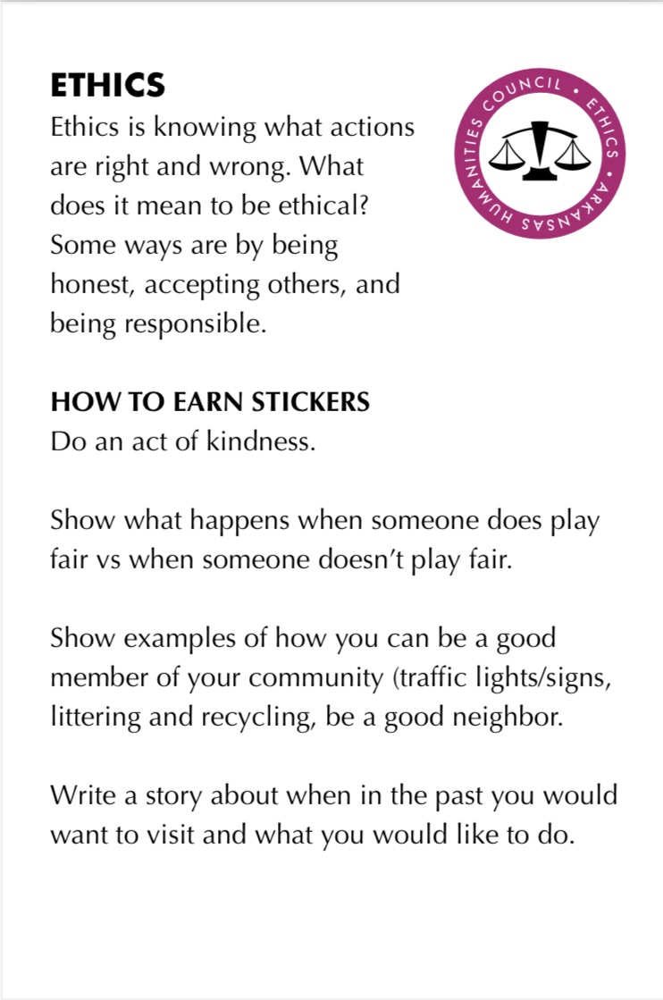 ETHICS
Ethics is knowing what actions
are right and wrong. What
does it mean to be ethical?
Some ways are by being
honest, accepting others, and
being responsible.
ARKANSAS HUMANITIES COUNCIL • ETHICS •
HOW TO EARN STICKERS
Do an act of kindness.
Show what happens when someone does play
fair vs when someone doesn’t play fair.
Show examples of how you can be a good
member of your community (traffic lights/signs,
littering and recycling, be a good neighbor.
Write a story about when in the past you would
want to visit and what you would like to do.